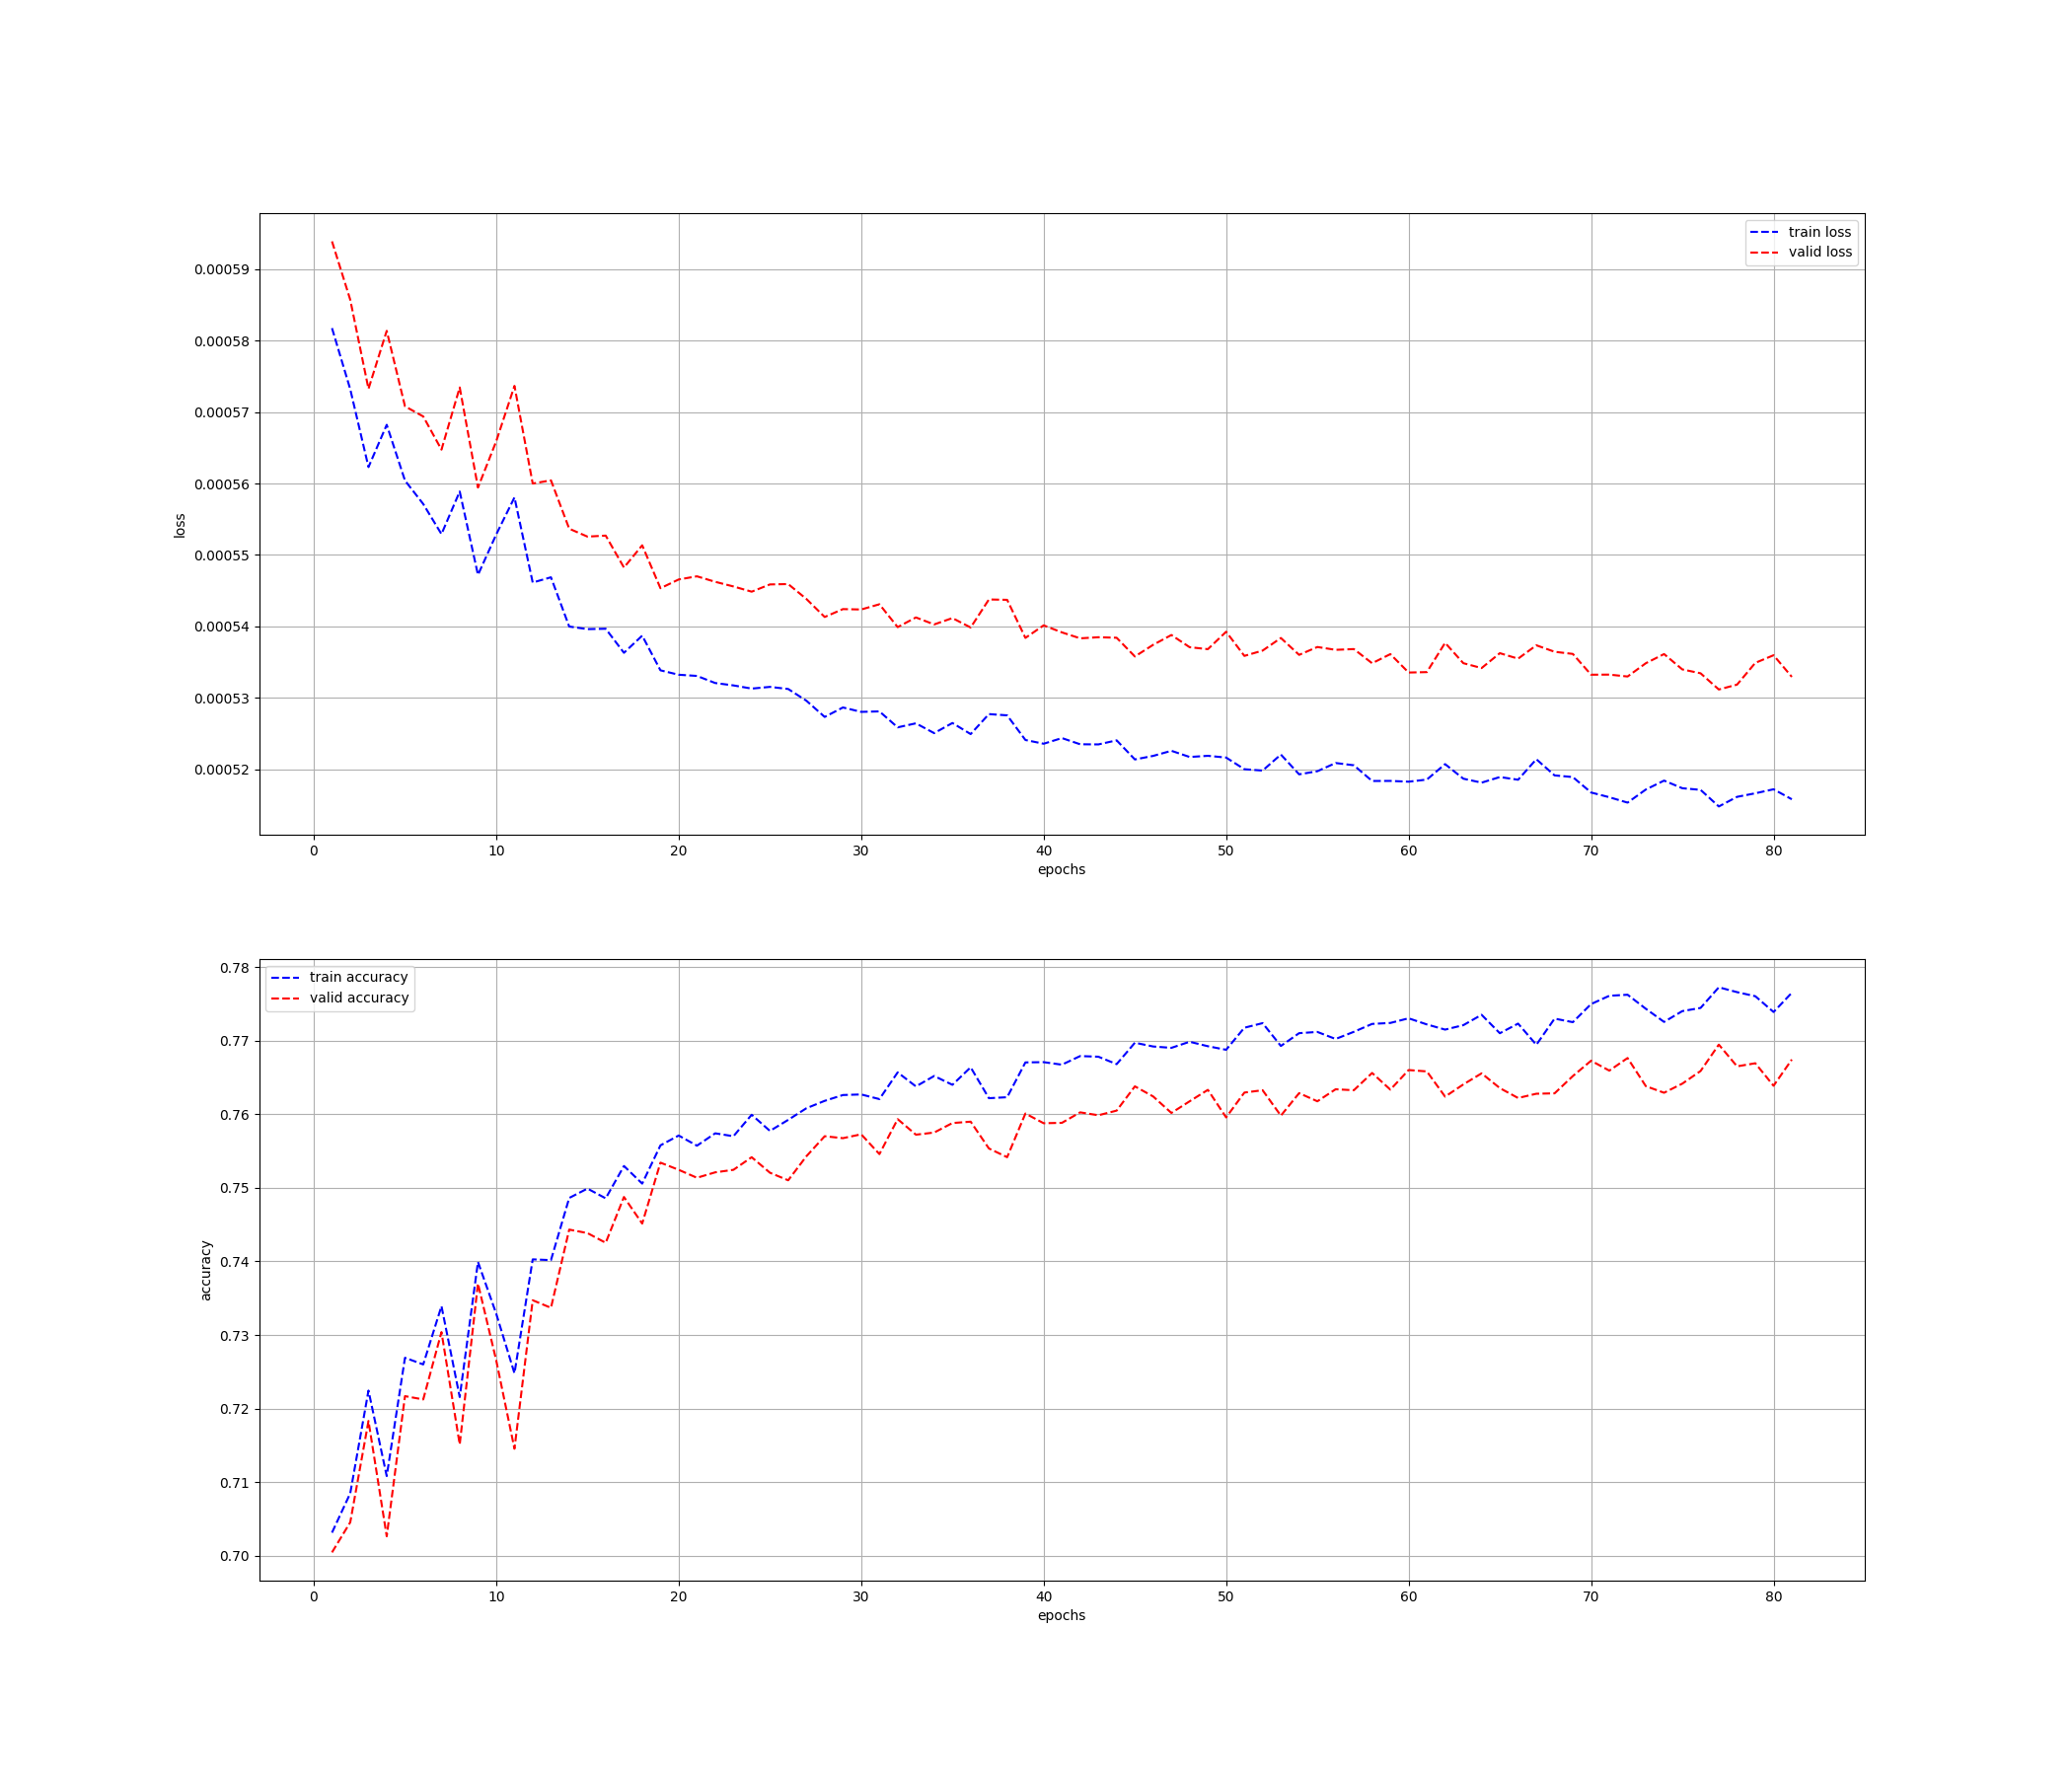 train loss
valid loss
0.00059
0.00058
0.00057
0.00056
0.00055
0.00054
0.00053
0.00052
loss
0 10 20 30 40 50 60 70 80
epochs
train accuracy
valid accuracy
0.78
0.77
0.76
0.75
0.74
0.73
0.72
0.71
0.70
accuracy
0 10 20 30 40 50 60 70 80
epochs